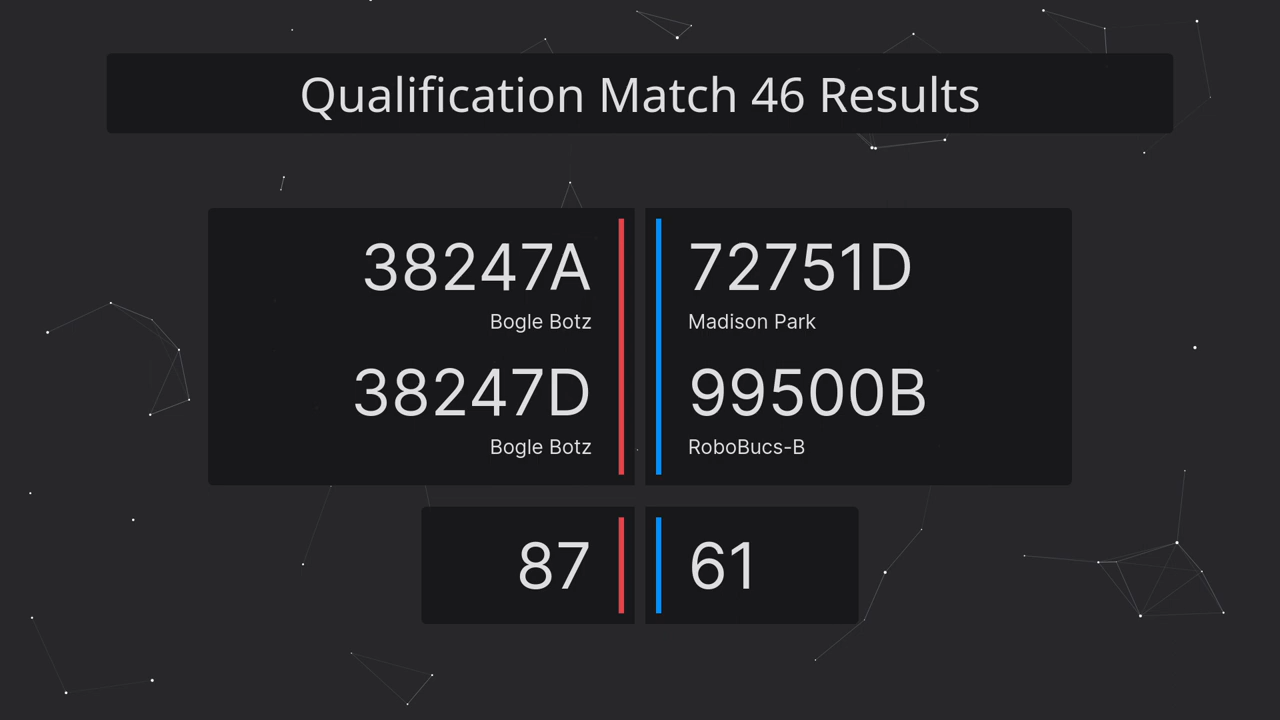 Qualification Match 46 Results
38247A
Bogle Botz
38247D
Bogle Botz
72751D
Madison Park
99500B
RoboBucs-B
87
61